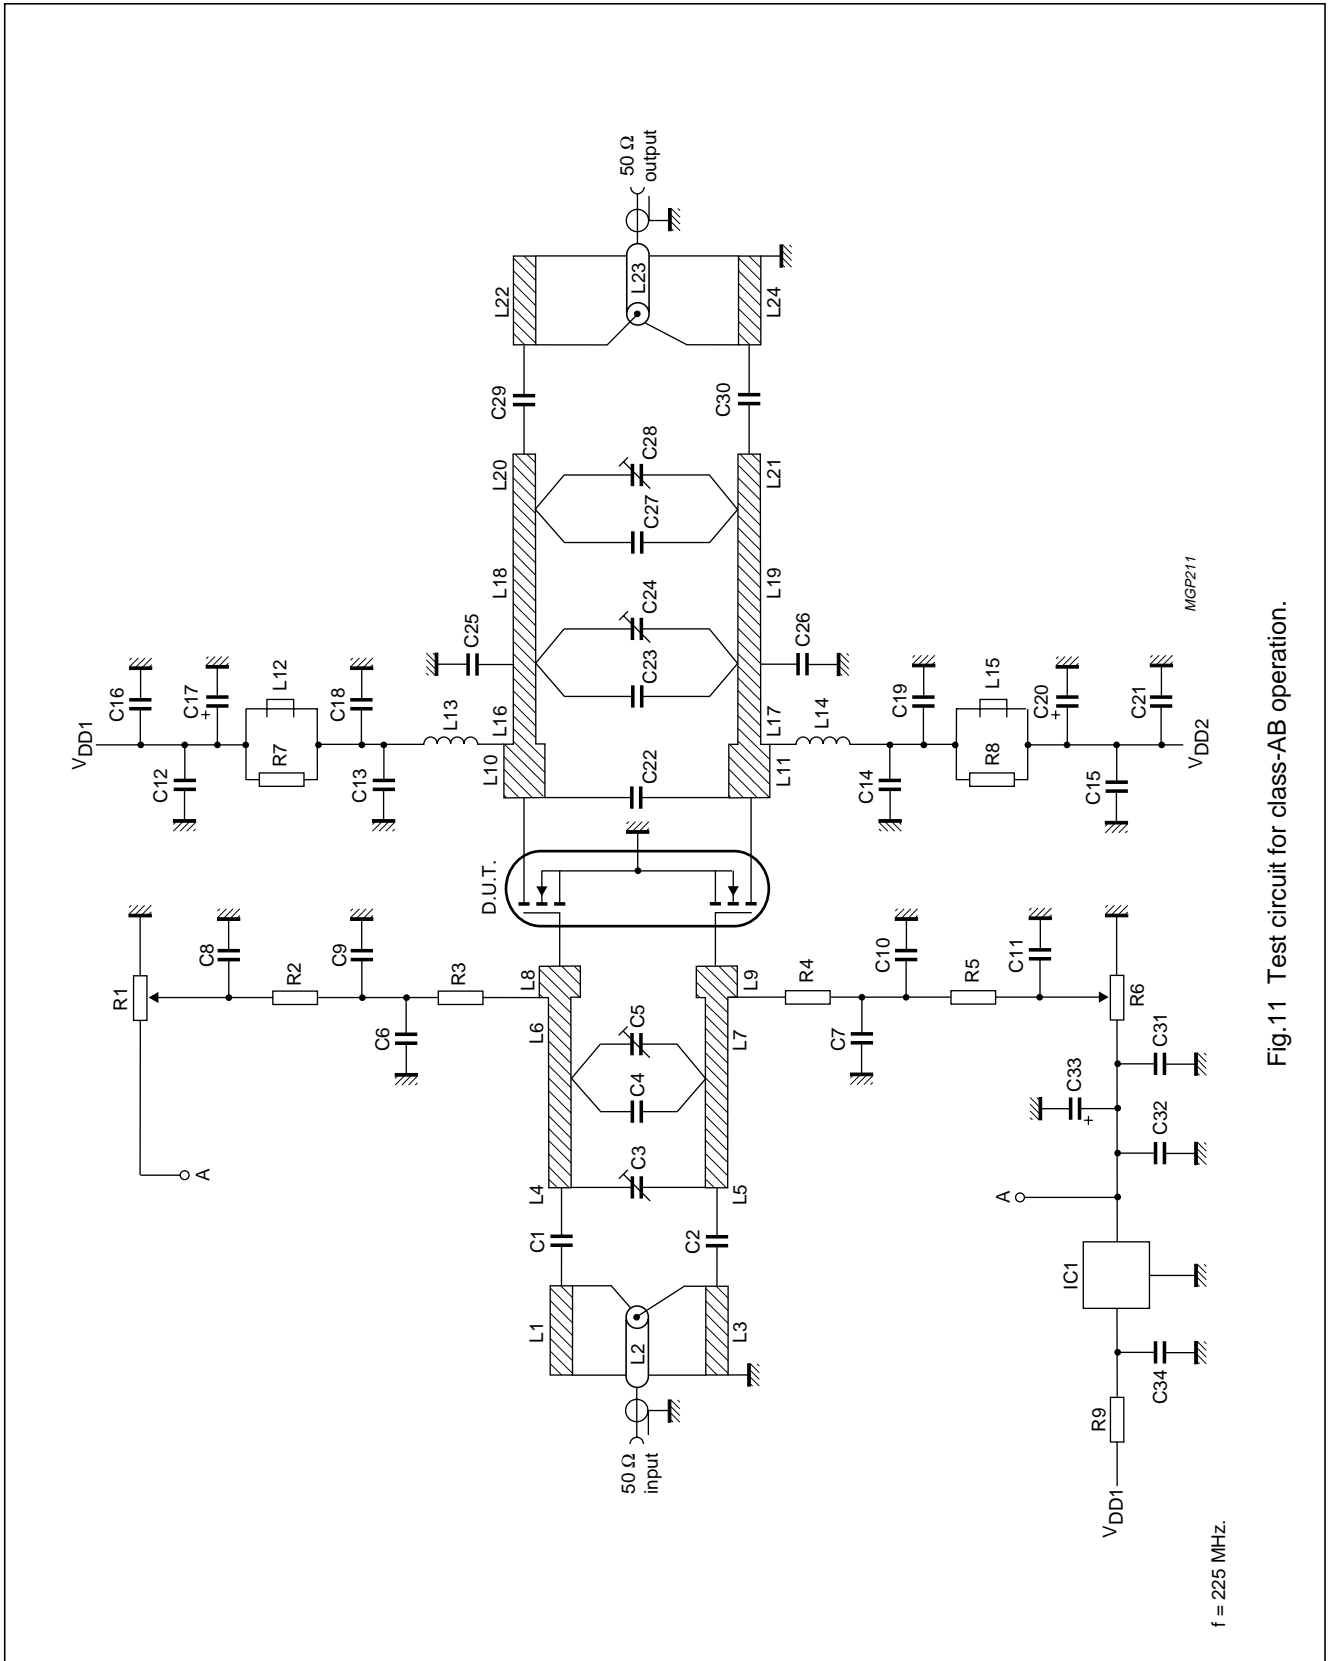 V DD1
C16
C17
+
L12
R7
C12
C18
C13
L13
C25
L10
L16
L18
L20
C29
L22
50 Ω
output
L23
L24
C30
C22
C23
C24
C27
C28
L11
L17
L19
L21
L14
C26
C14
C19
L15
R8
C20
+
C15
C21
V DD2
MGP211
D.U.T.
R1
A
C8
R2
C9
C6
R3
L8
L6
L4
C1
L1
50 Ω
input
L2
L3
C2
C3
C4
C5
L5
L7
L9
R4
C7
C10
R5
C11
R6
C31
C33
+
C32
A
IC1
C34
R9
V DD1
f = 225 MHz.
Fig.11 Test circuit for class-AB operation.